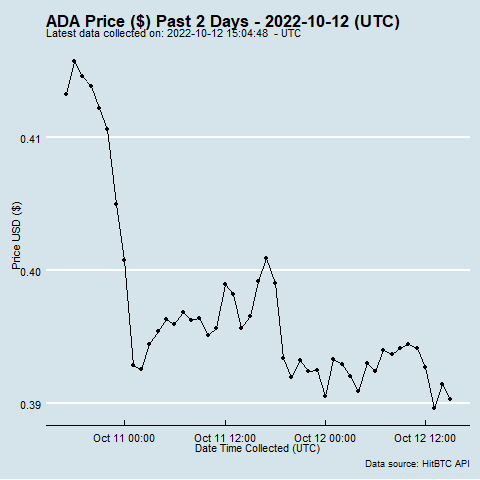 ADA Price ($) Past 2 Days - 2022-10-12 (UTC)
Latest data collected on: 2022-10-12 15:04:48 - UTC
0.41
0.40
0.39
Price USD ($)
Oct 11 00:00 Oct 11 12:00 Oct 12 00:00 Oct 12 12:00
Date Time Collected (UTC)
Data source: HitBTC API